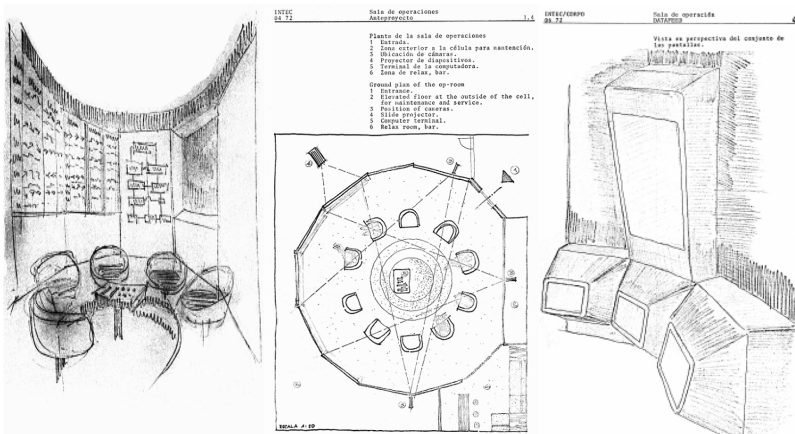 INTEC
04 72
Sala de operaciones
Anteproyecto
1.4
Planta de la sala de operaciones
1 Entrada.
2 Zona exterior a la célula para mantención.
3 Ubicación de cámaras.
4 Proyector de diapositivos.
5 Terminal de la computadora.
6 Zona de relax, bar.
Ground plan of the op-room
1 Entrance.
2 Elevated floor at the outside of the cell,
for maintenance and service.
3 Position of cameras.
4 Slide projector.
5 Computer terminal.
6 Relax room, bar.
ESCALA 1:50
INTEC/CORFO
04 72
Sala de operación
DATAFEED
Vista en perspectiva del conjunto de
las pantallas.